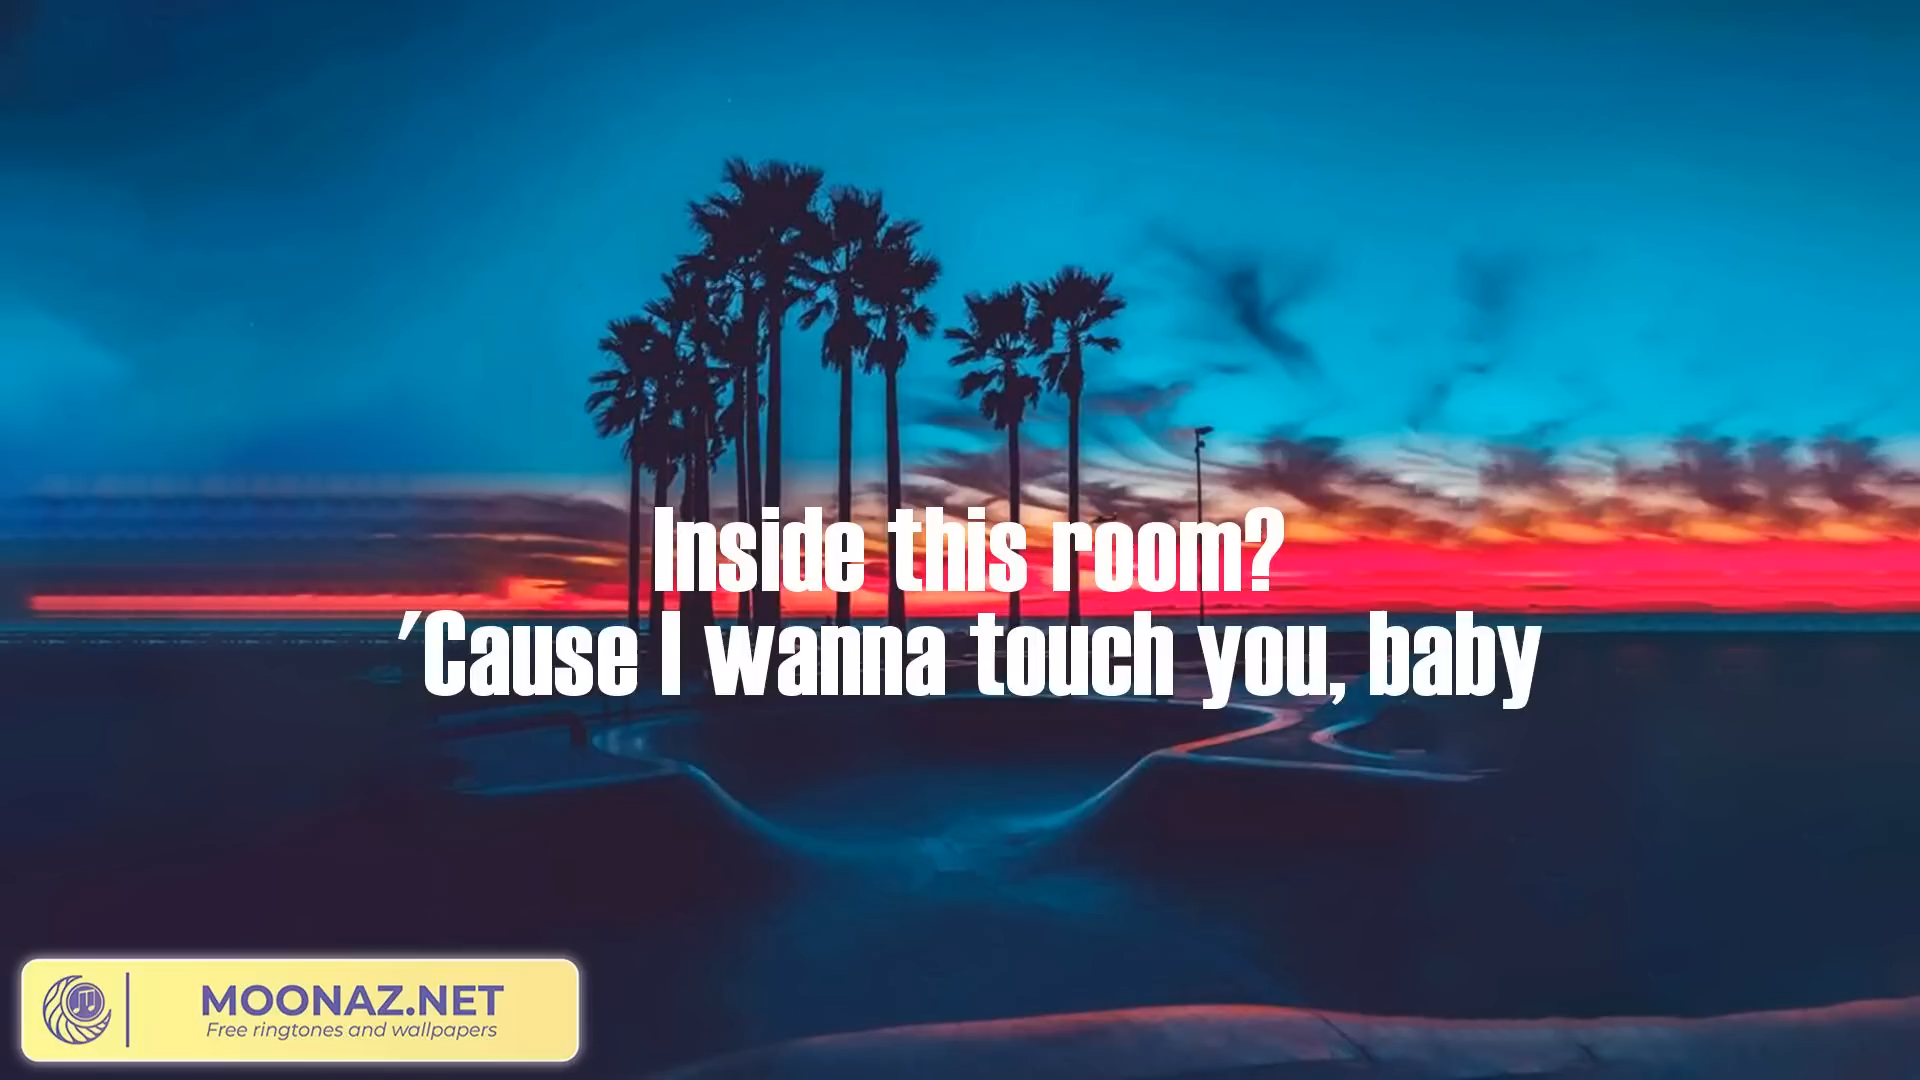 Inside this room?
'Cause I wanna touch you, baby
MOONAZ.NET
Free ringtones and wallpapers